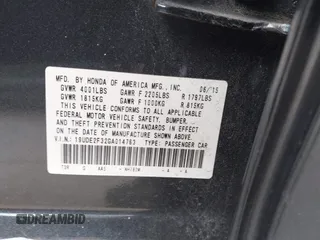 MFD. BY HONDA OF AMERICA MFG., INC. 06/15
GVWR 4001LBS GAWR F 2205LBS R 1797LBS
GVWR 1815KG GAWR F 1000KG R 815KG
THIS VEHICLE CONFORMS TO ALL APPLICABLE
FEDERAL MOTOR VEHICLE SAFETY, BUMPER,
AND THEFT PREVENTION STANDARDS IN EFFECT ON
THE DATE OF MANUFACTURE SHOWN ABOVE.
V.I.N.: 19UDE2F32GA014763 TYPE: PASSENGER CAR
DREAMBID